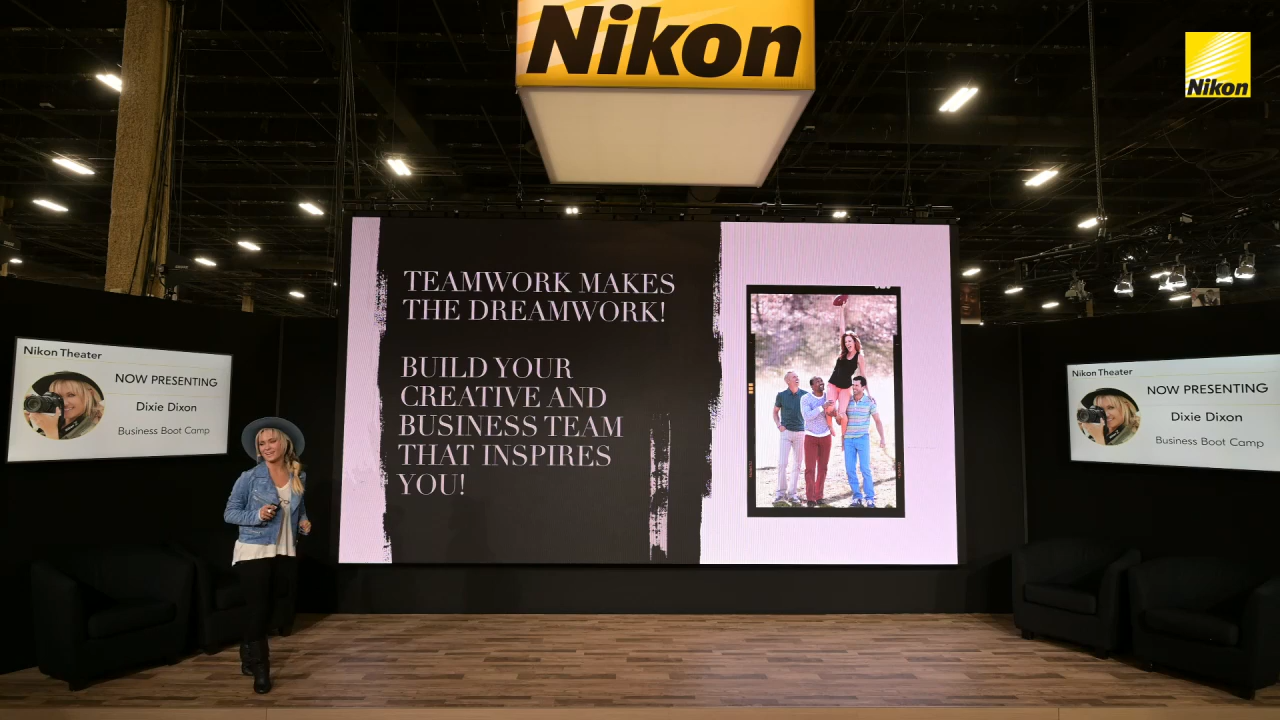 Nikon
Nikon
TEAMWORK MAKES
THE DREAMWORK!
BUILD YOUR
CREATIVE AND
BUSINESS TEAM
THAT INSPIRES
YOU!
Nikon Theater
NOW PRESENTING
Dixie Dixon
Business Boot Camp
Nikon Theater
NOW PRESENTING
Dixie Dixon
Business Boot Camp